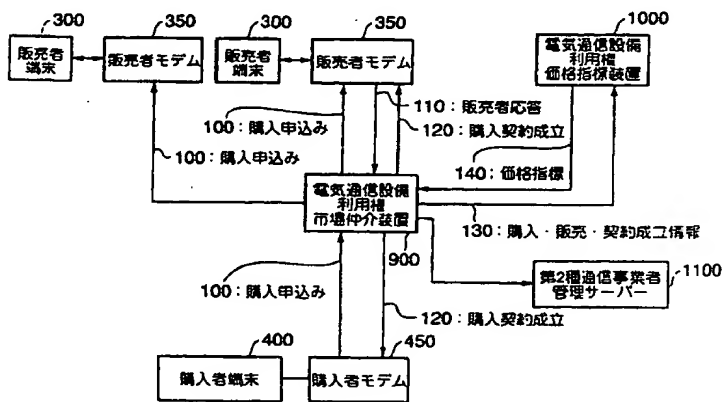 300
350
300
350
1000
販売者
端末
販売者モデム
販売者
端末
販売者モデム
電気通信設備
利用権
価格指標装置
110:販売者応答
100:購入申込み
120:購入契約成立
100:購入申込み
140:価格指標
電気通信設備
利用権
市場仲介装置
130:購入・販売・契約成立情報
900
100:購入申込み
第2種通信事業者
管理サーバー
1100
120:購入契約成立
400
450
購入者端末
購入者モデム